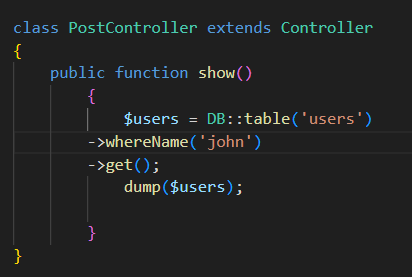 class PostController extends Controller
{
    public function show()
        {
            $users = DB::table('users')
        ->whereName('john')
        ->get();
            dump($users);

        }
}